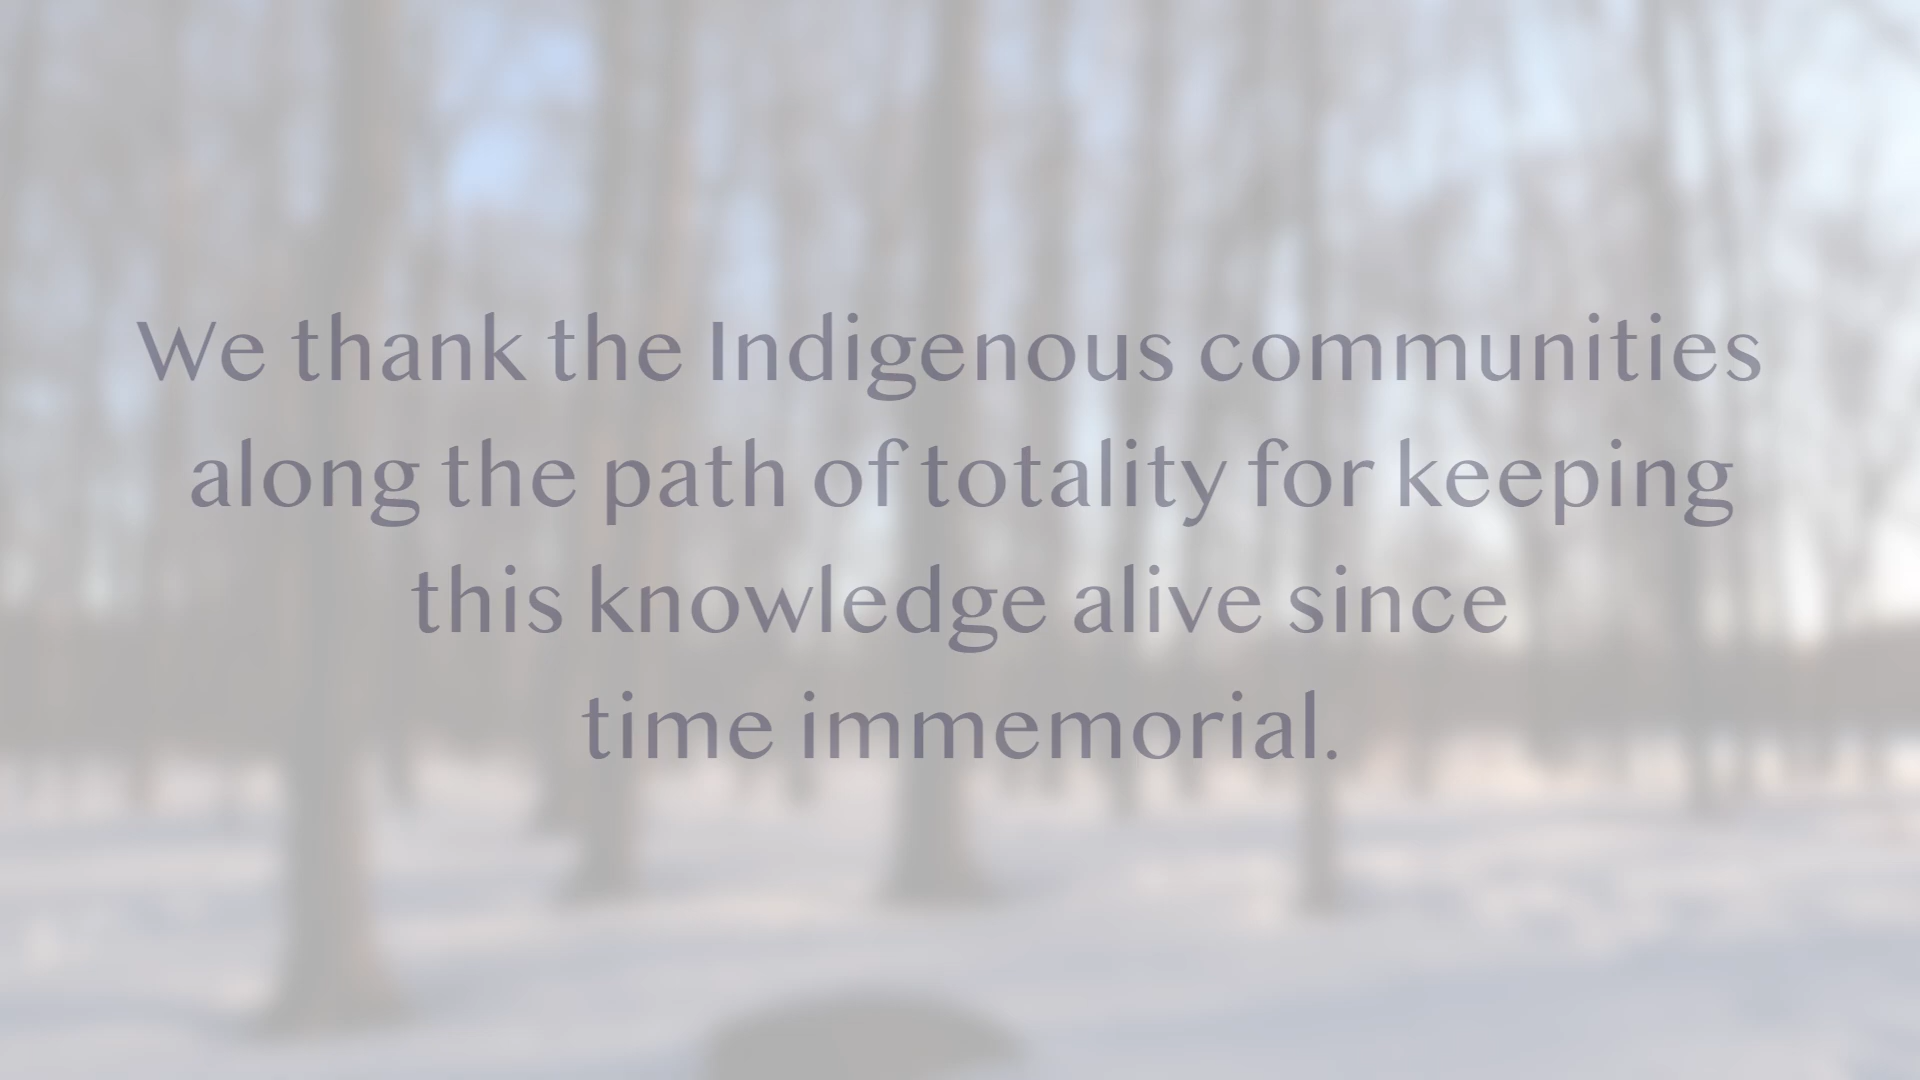 We thank the Indigenous communities
along the path of totality for keeping
this knowledge alive since
time immemorial.